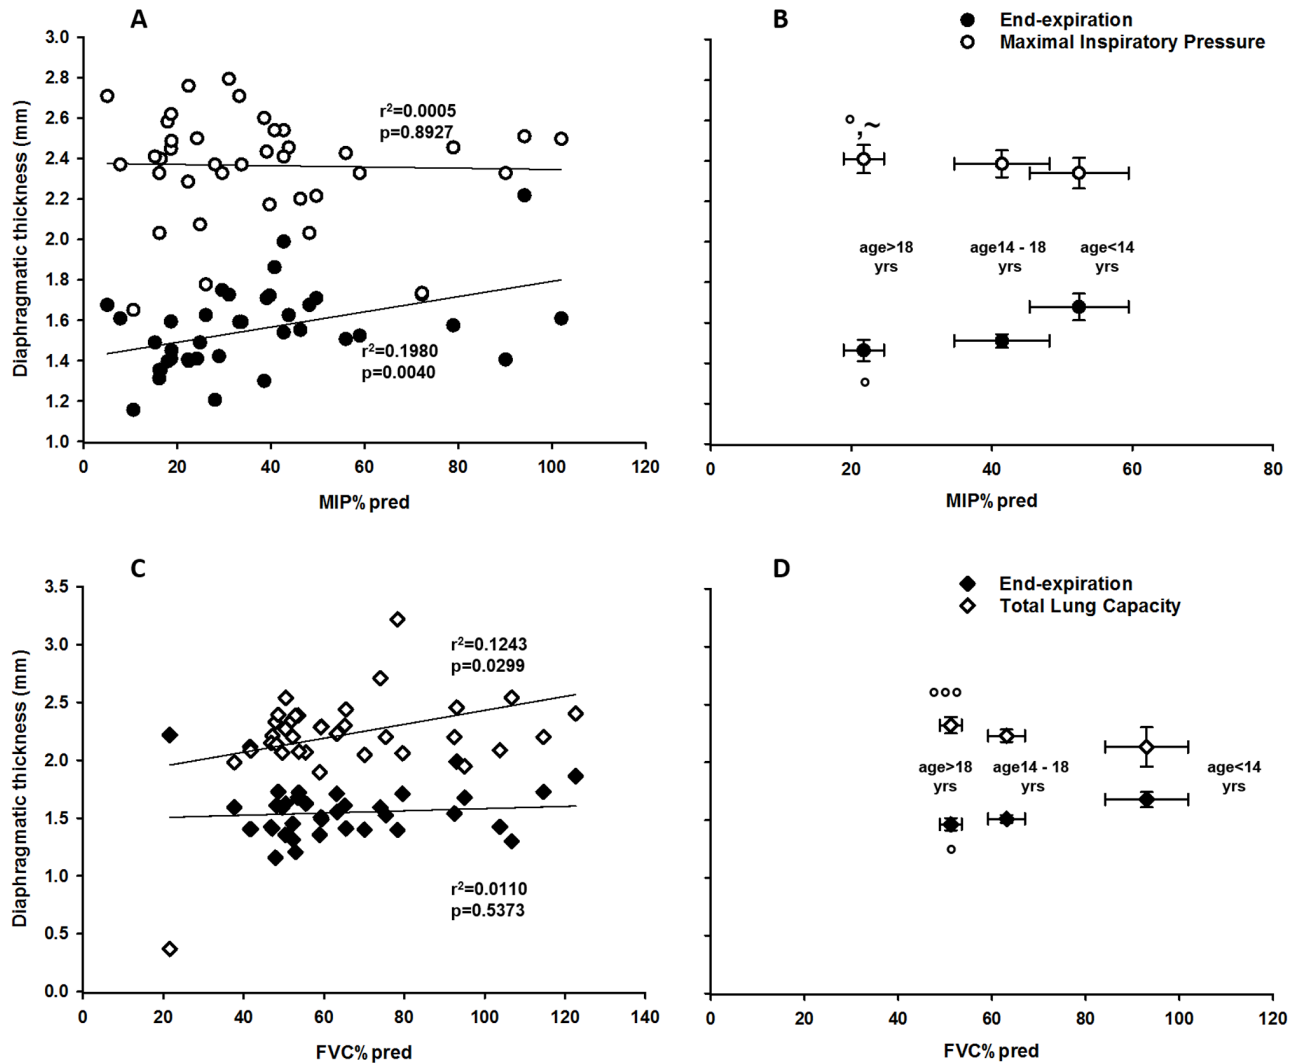 A
3.0
2.8
2.6
2.4
2.2
2.0
1.8
1.6
1.4
1.2
1.0
Diaphragmatic thickness (mm)
r²=0.0005
p=0.8927
r²=0.1980
p=0.0040
0 20 40 60 80 100 120
MIP% pred
B
End-expiration
Maximal Inspiratory Pressure
°,~
age>18
yrs
age14 - 18
yrs
age<14
yrs
°
0 20 40 60 80
MIP% pred
C
3.5
3.0
2.5
2.0
1.5
1.0
0.5
0.0
Diaphragmatic thickness (mm)
r²=0.1243
p=0.0299
r²=0.0110
p=0.5373
0 20 40 60 80 100 120 140
FVC% pred
D
End-expiration
Total Lung Capacity
°°°
age>18
yrs
age14 - 18
yrs
age<14
yrs
°
0 20 40 60 80 100 120
FVC% pred